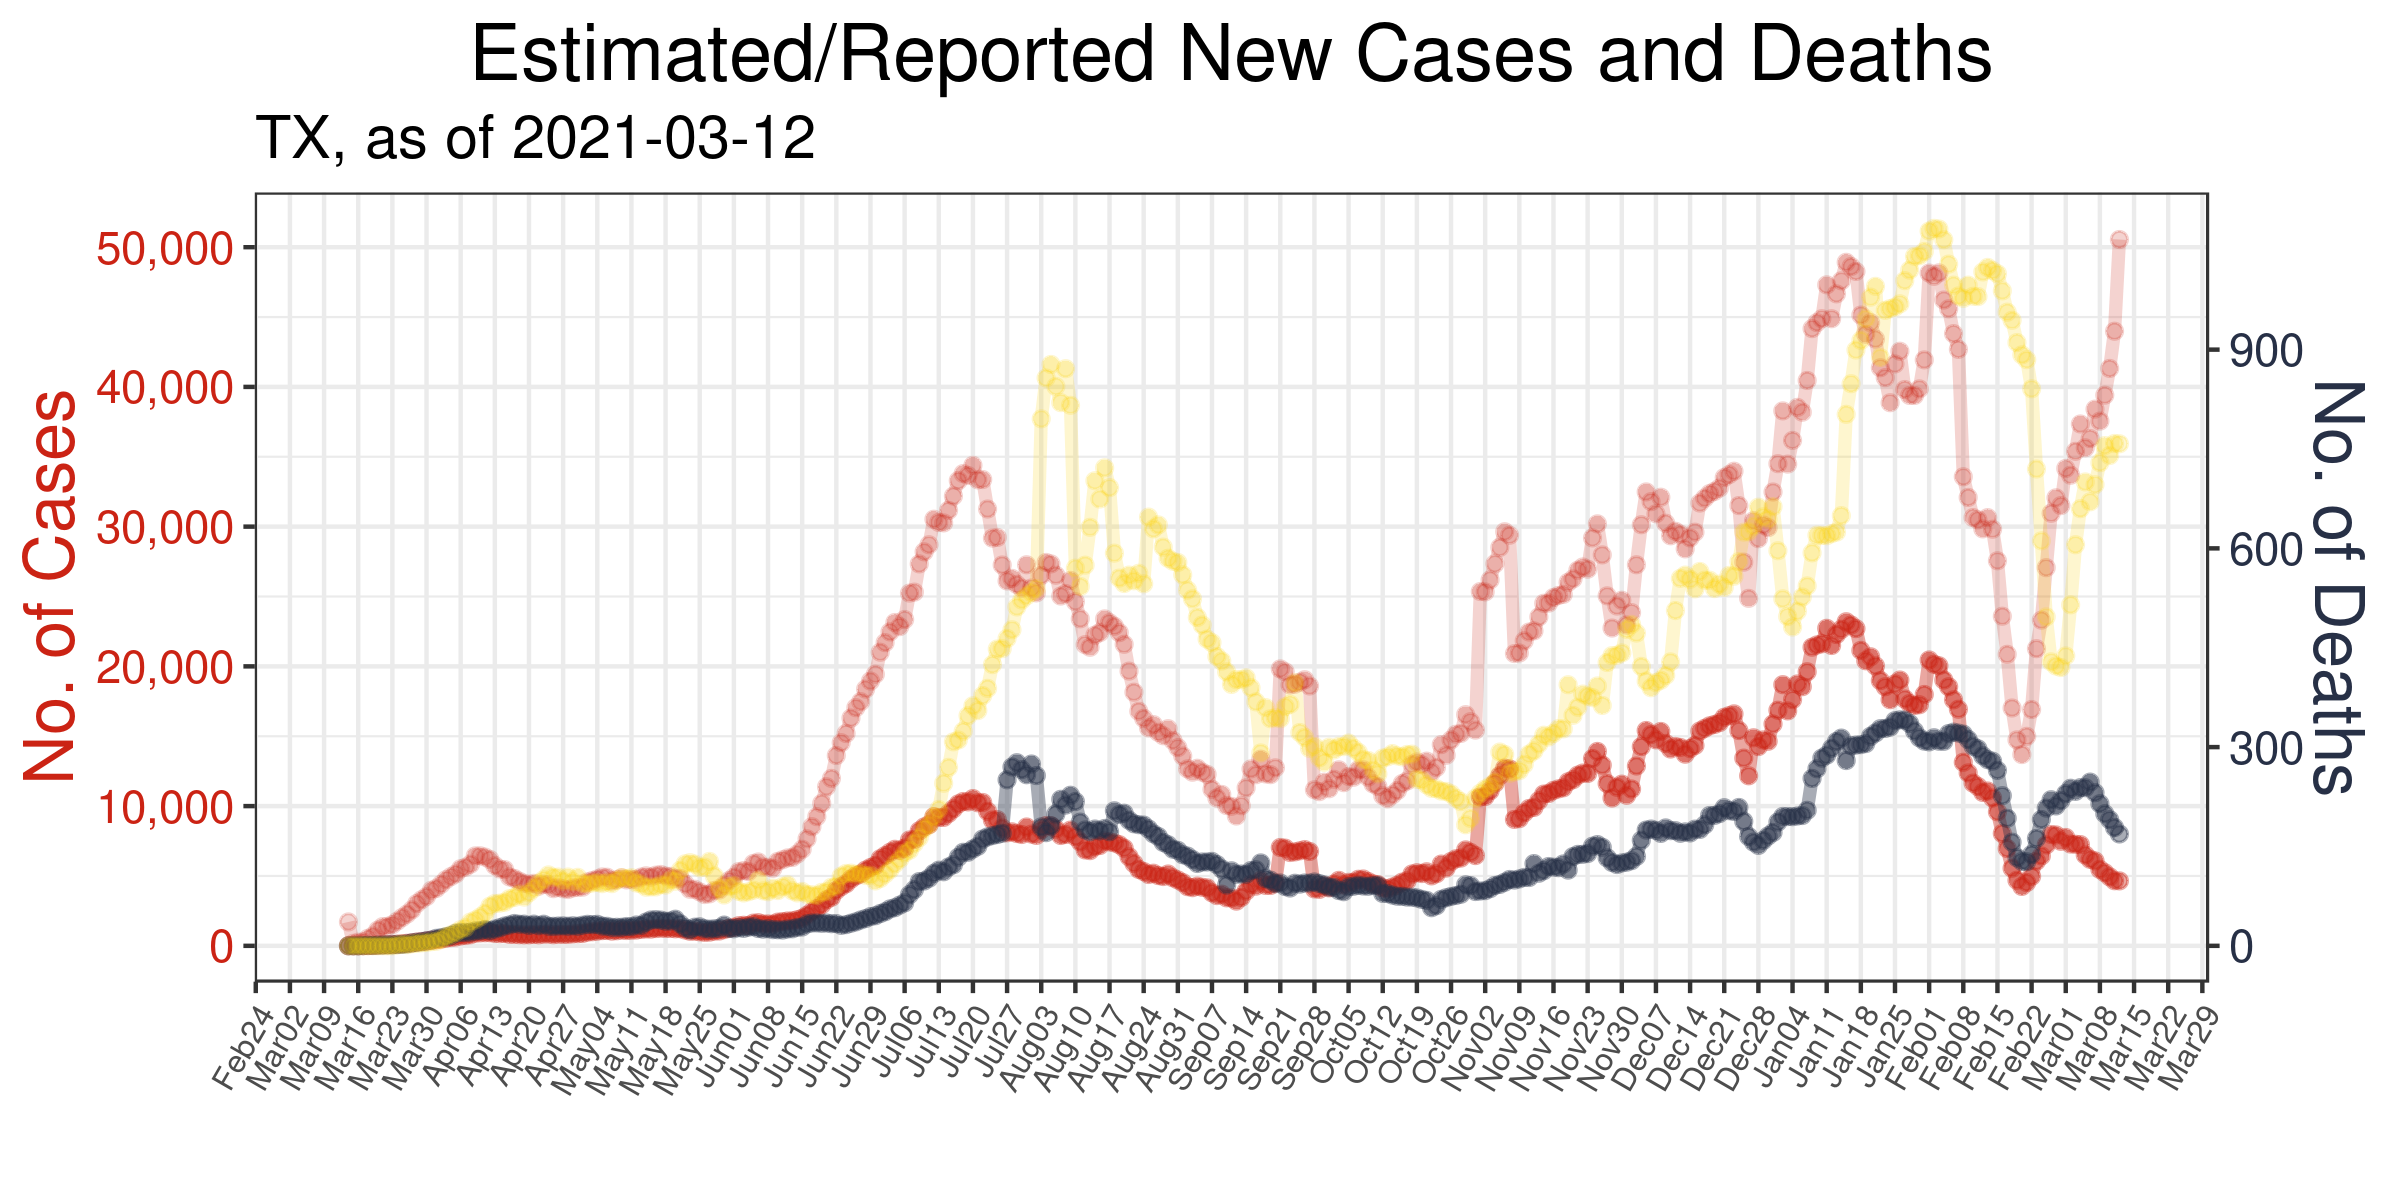 Estimated/Reported New Cases and Deaths
TX, as of 2021-03-12
No. of Cases
50,000
40,000
30,000
20,000
10,000
0
900
600
300
0
No. of Deaths
Feb24
Mar02
Mar09
Mar16
Mar23
Mar30
Apr06
Apr13
Apr20
Apr27
May04
May11
May18
May25
Jun01
Jun08
Jun15
Jun22
Jun29
Jul06
Jul13
Jul20
Jul27
Aug03
Aug10
Aug17
Aug24
Aug31
Sep07
Sep14
Sep21
Sep28
Oct05
Oct12
Oct19
Oct26
Nov02
Nov09
Nov16
Nov23
Nov30
Dec07
Dec14
Dec21
Dec28
Jan04
Jan11
Jan18
Jan25
Feb01
Feb08
Feb15
Feb22
Mar01
Mar08
Mar15
Mar22
Mar29